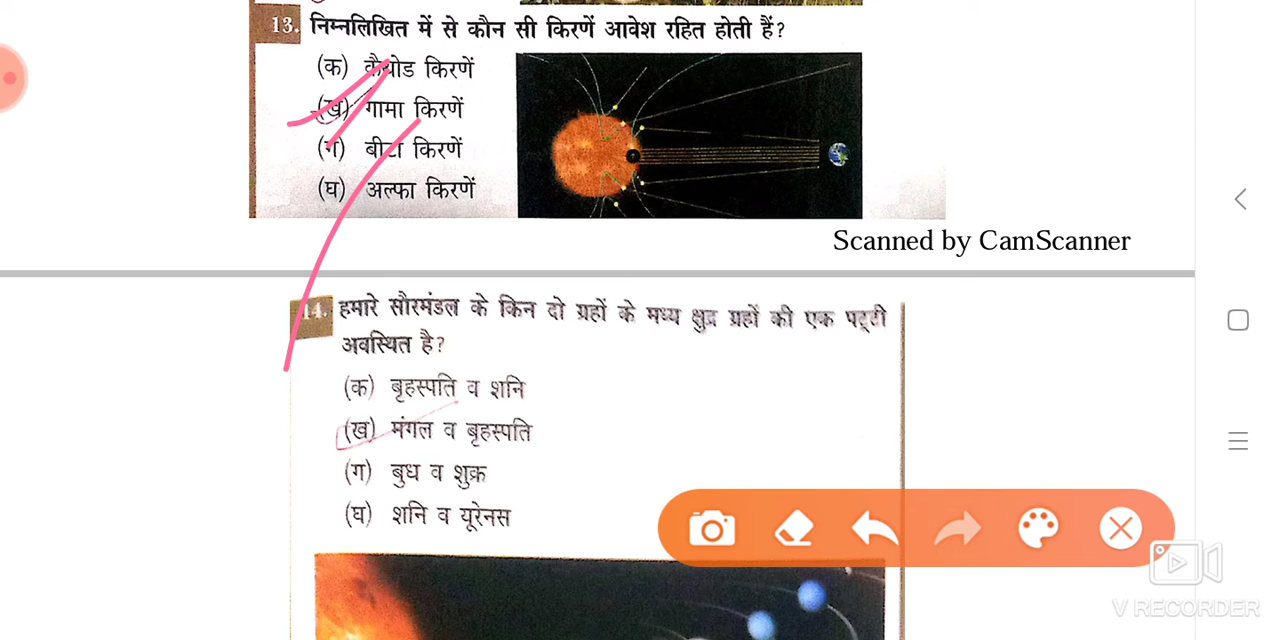 13. निम्नलिखित में से कौन सी किरणें आवेश रहित होती हैं?
(क) कैथोड किरणें
(ख) गामा किरणें
(ग) बीटा किरणें
(घ) अल्फा किरणें
Scanned by CamScanner
14. हमारे सौरमंडल के किन दो ग्रहों के मध्य क्षुद्र ग्रहों की एक पट्टी
अवस्थित है?
(क) बृहस्पति व शनि
(ख) मंगल व बृहस्पति
(ग) बुध व शुक्र
(घ) शनि व यूरेनस
V RECORDER